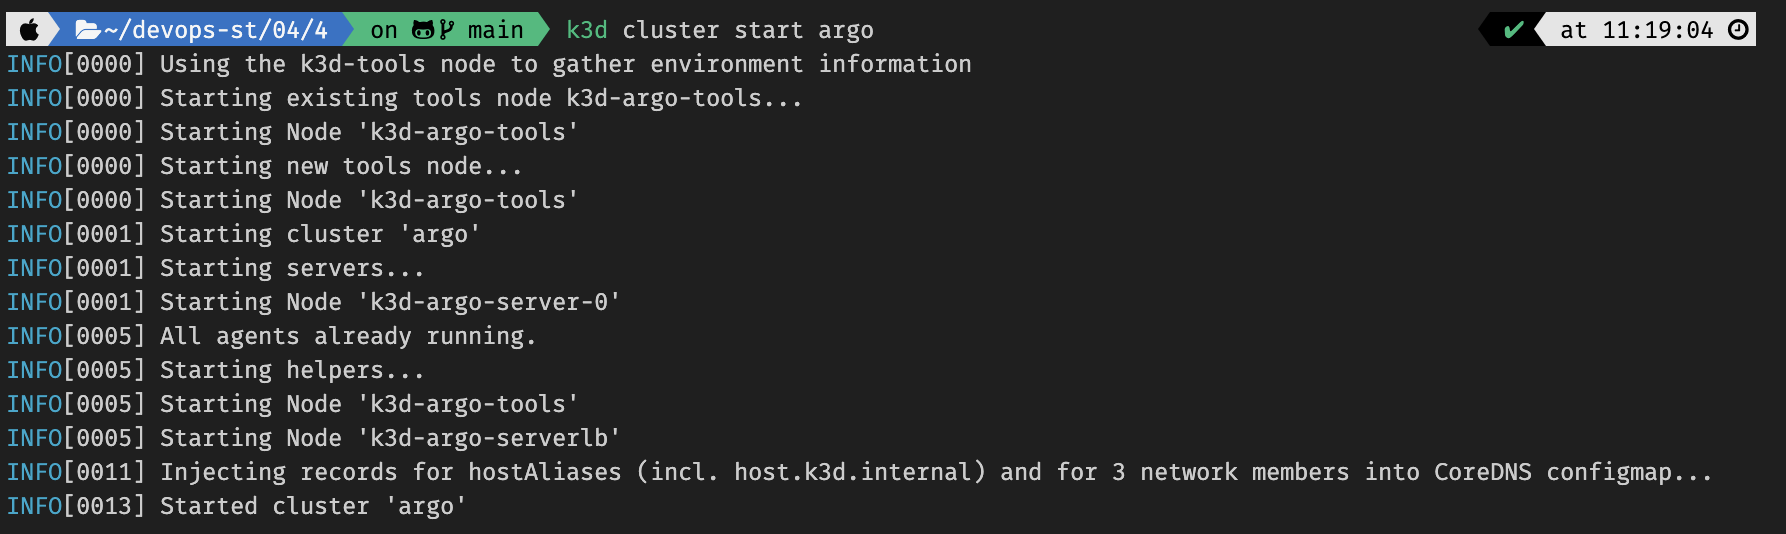 ~/devops-st/04/4 on main k3d cluster start argo ✔ at 11:19:04
INFO[0000] Using the k3d-tools node to gather environment information
INFO[0000] Starting existing tools node k3d-argo-tools...
INFO[0000] Starting Node 'k3d-argo-tools'
INFO[0000] Starting new tools node...
INFO[0000] Starting Node 'k3d-argo-tools'
INFO[0001] Starting cluster 'argo'
INFO[0001] Starting servers...
INFO[0001] Starting Node 'k3d-argo-server-0'
INFO[0005] All agents already running.
INFO[0005] Starting helpers...
INFO[0005] Starting Node 'k3d-argo-tools'
INFO[0005] Starting Node 'k3d-argo-serverlb'
INFO[0011] Injecting records for hostAliases (incl. host.k3d.internal) and for 3 network members into CoreDNS configmap...
INFO[0013] Started cluster 'argo'